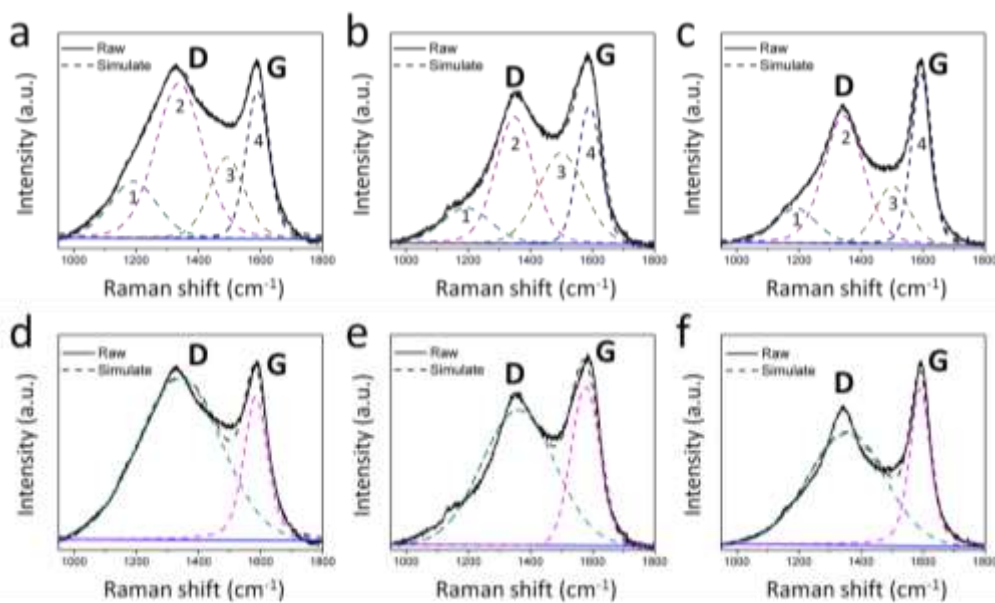 a
Raw
Simulate
D
G
1
2
3
4
Intensity (a.u.)
1000 1200 1400 1600 1800
Raman shift (cm⁻¹)
b
Raw
Simulate
D
G
1
2
3
4
Intensity (a.u.)
1000 1200 1400 1600 1800
Raman shift (cm⁻¹)
c
Raw
Simulate
D
G
1
2
3
4
Intensity (a.u.)
1000 1200 1400 1600 1800
Raman shift (cm⁻¹)
d
Raw
Simulate
D
G
Intensity (a.u.)
1000 1200 1400 1600 1800
Raman shift (cm⁻¹)
e
Raw
Simulate
D
G
Intensity (a.u.)
1000 1200 1400 1600 1800
Raman shift (cm⁻¹)
f
Raw
Simulate
D
G
Intensity (a.u.)
1000 1200 1400 1600 1800
Raman shift (cm⁻¹)